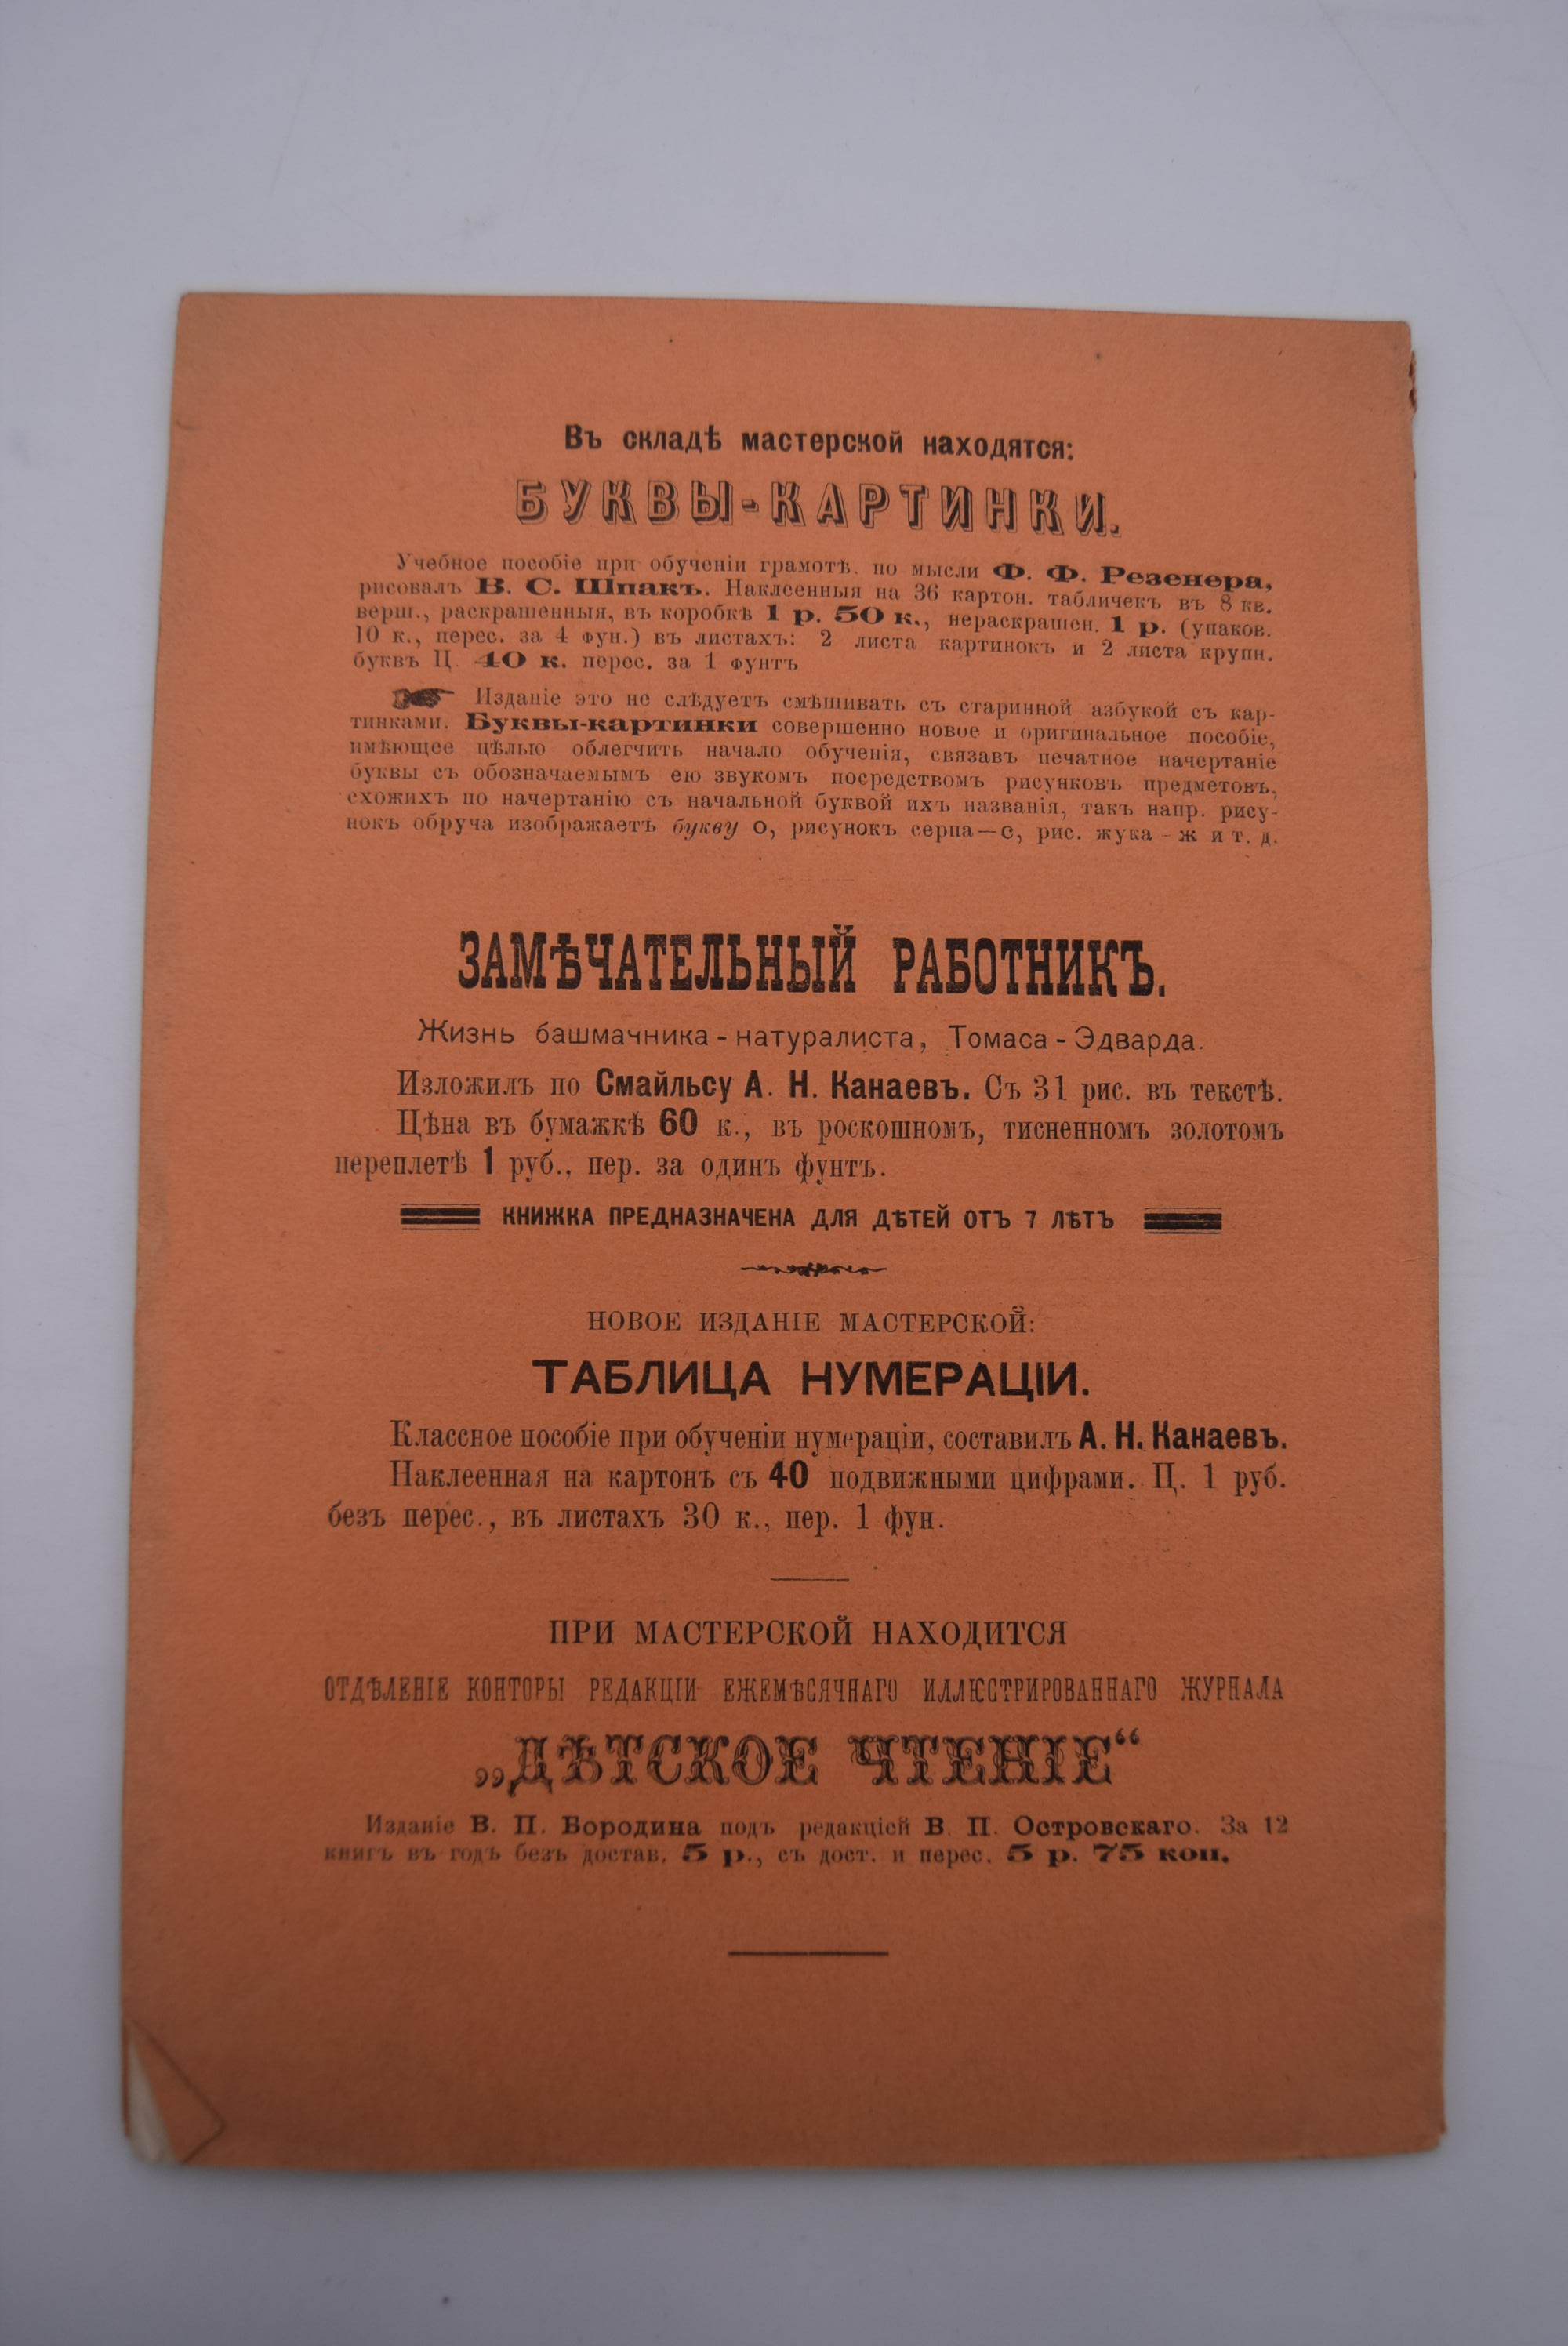 Въ складѣ мастерской находятся:
БУКВЫ-КАРТИНКИ.
Учебное пособіе при обученіи грамотѣ, по мысли Ф. Ф. Резенера,
рисовалъ В. С. Шпакъ. Наклеенныя на 36 картон. табличекъ въ 8 кв.
верш., раскрашенныя, въ коробкѣ 1 р. 50 к., нераскрашен. 1 р. (упаков.
10 к., перес. за 4 фун.) въ листахъ: 2 листа картинокъ и 2 листа крупн.
буквъ Ц. 40 к. перес. за 1 фунтъ
Изданіе это не слѣдуетъ смѣшивать съ старинной азбукой съ кар-
тинками. Буквы-картинки совершенно новое и оригинальное пособіе,
имѣющее цѣлью облегчить начало обученія, связавъ печатное начертаніе
буквы съ обозначаемымъ ею звукомъ посредствомъ рисунковъ предметовъ,
схожихъ по начертанію съ начальной буквой ихъ названія, такъ напр. рису-
нокъ обруча изображаетъ букву о, рисунокъ серпа—с, рис. жука - ж и т. д.
ЗАМѢЧАТЕЛЬНЫЙ РАБОТНИКЪ.
Жизнь башмачника-натуралиста, Томаса-Эдварда.
Изложилъ по Смайльсу А. Н. Канаевъ. Съ 31 рис. въ текстѣ.
Цѣна въ бумажкѣ 60 к., въ роскошномъ, тисненномъ золотомъ
переплетѣ 1 руб., пер. за одинъ фунтъ.
КНИЖКА ПРЕДНАЗНАЧЕНА ДЛЯ ДѢТЕЙ ОТЪ 7 ЛѢТЪ
НОВОЕ ИЗДАНІЕ МАСТЕРСКОЙ:
ТАБЛИЦА НУМЕРАЦІИ.
Классное пособіе при обученіи нумераціи, составилъ А. Н. Канаевъ.
Наклеенная на картонъ съ 40 подвижными цифрами. Ц. 1 руб.
безъ перес., въ листахъ 30 к., пер. 1 фун.
ПРИ МАСТЕРСКОЙ НАХОДИТСЯ
ОТДѢЛЕНІЕ КОНТОРЫ РЕДАКЦІИ ЕЖЕМѢСЯЧНАГО ИЛЛЮСТРИРОВАННАГО ЖУРНАЛА
„ДѢТСКОЕ ЧТЕНІЕ“
Изданіе В. П. Бородина подъ редакціей В. П. Островскаго. За 12
книгъ въ годъ безъ достав. 5 р., съ дост. и перес. 5 р. 75 коп.